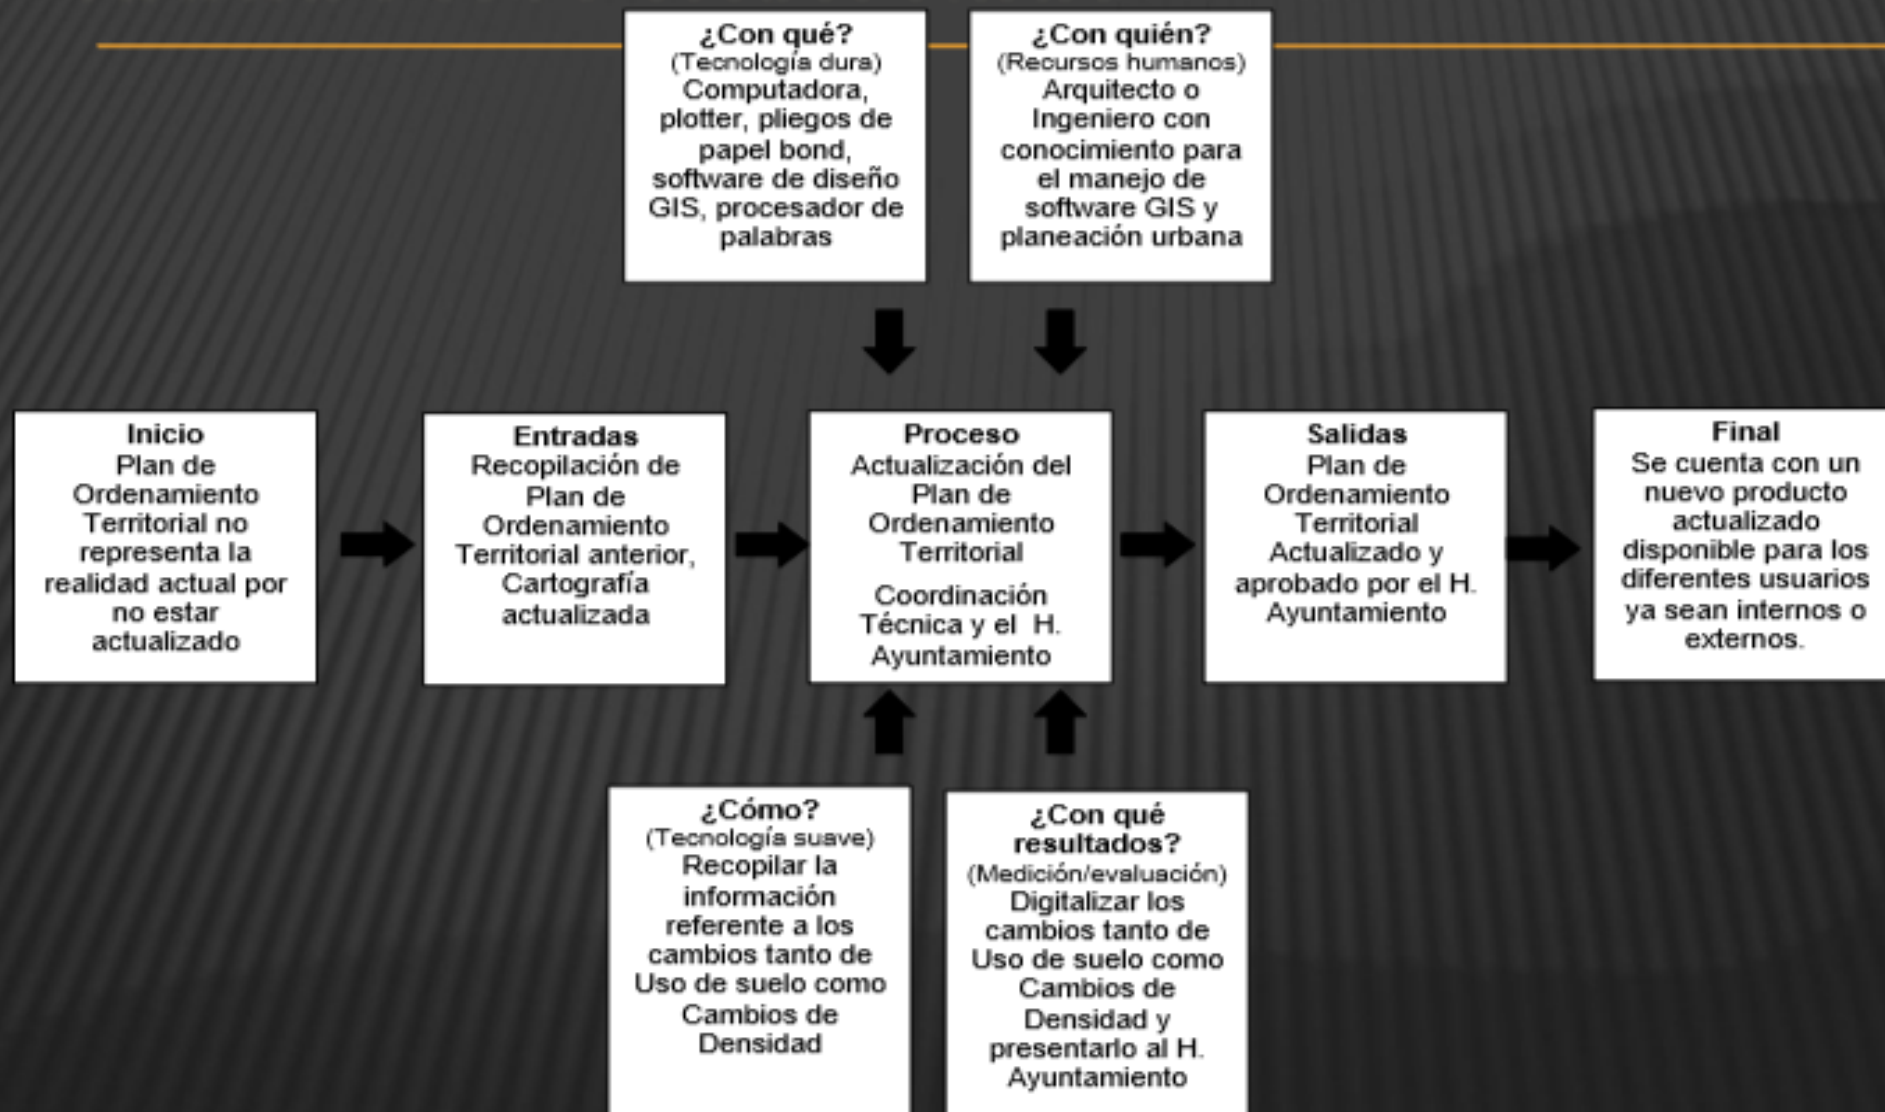 ¿Con qué?
(Tecnología dura)
Computadora,
plotter, pliegos de
papel bond,
software de diseño
GIS, procesador de
palabras
¿Con quién?
(Recursos humanos)
Arquitecto o
Ingeniero con
conocimiento para
el manejo de
software GIS y
planeación urbana
Inicio
Plan de
Ordenamiento
Territorial no
representa la
realidad actual por
no estar
actualizado
Entradas
Recopilación de
Plan de
Ordenamiento
Territorial anterior,
Cartografía
actualizada
Proceso
Actualización del
Plan de
Ordenamiento
Territorial
Coordinación
Técnica y el H.
Ayuntamiento
Salidas
Plan de
Ordenamiento
Territorial
Actualizado y
aprobado por el H.
Ayuntamiento
Final
Se cuenta con un
nuevo producto
actualizado
disponible para los
diferentes usuarios
ya sean internos o
externos.
¿Cómo?
(Tecnología suave)
Recopilar la
información
referente a los
cambios tanto de
Uso de suelo como
Cambios de
Densidad
¿Con qué
resultados?
(Medición/evaluación)
Digitalizar los
cambios tanto de
Uso de suelo como
Cambios de
Densidad y
presentarlo al H.
Ayuntamiento